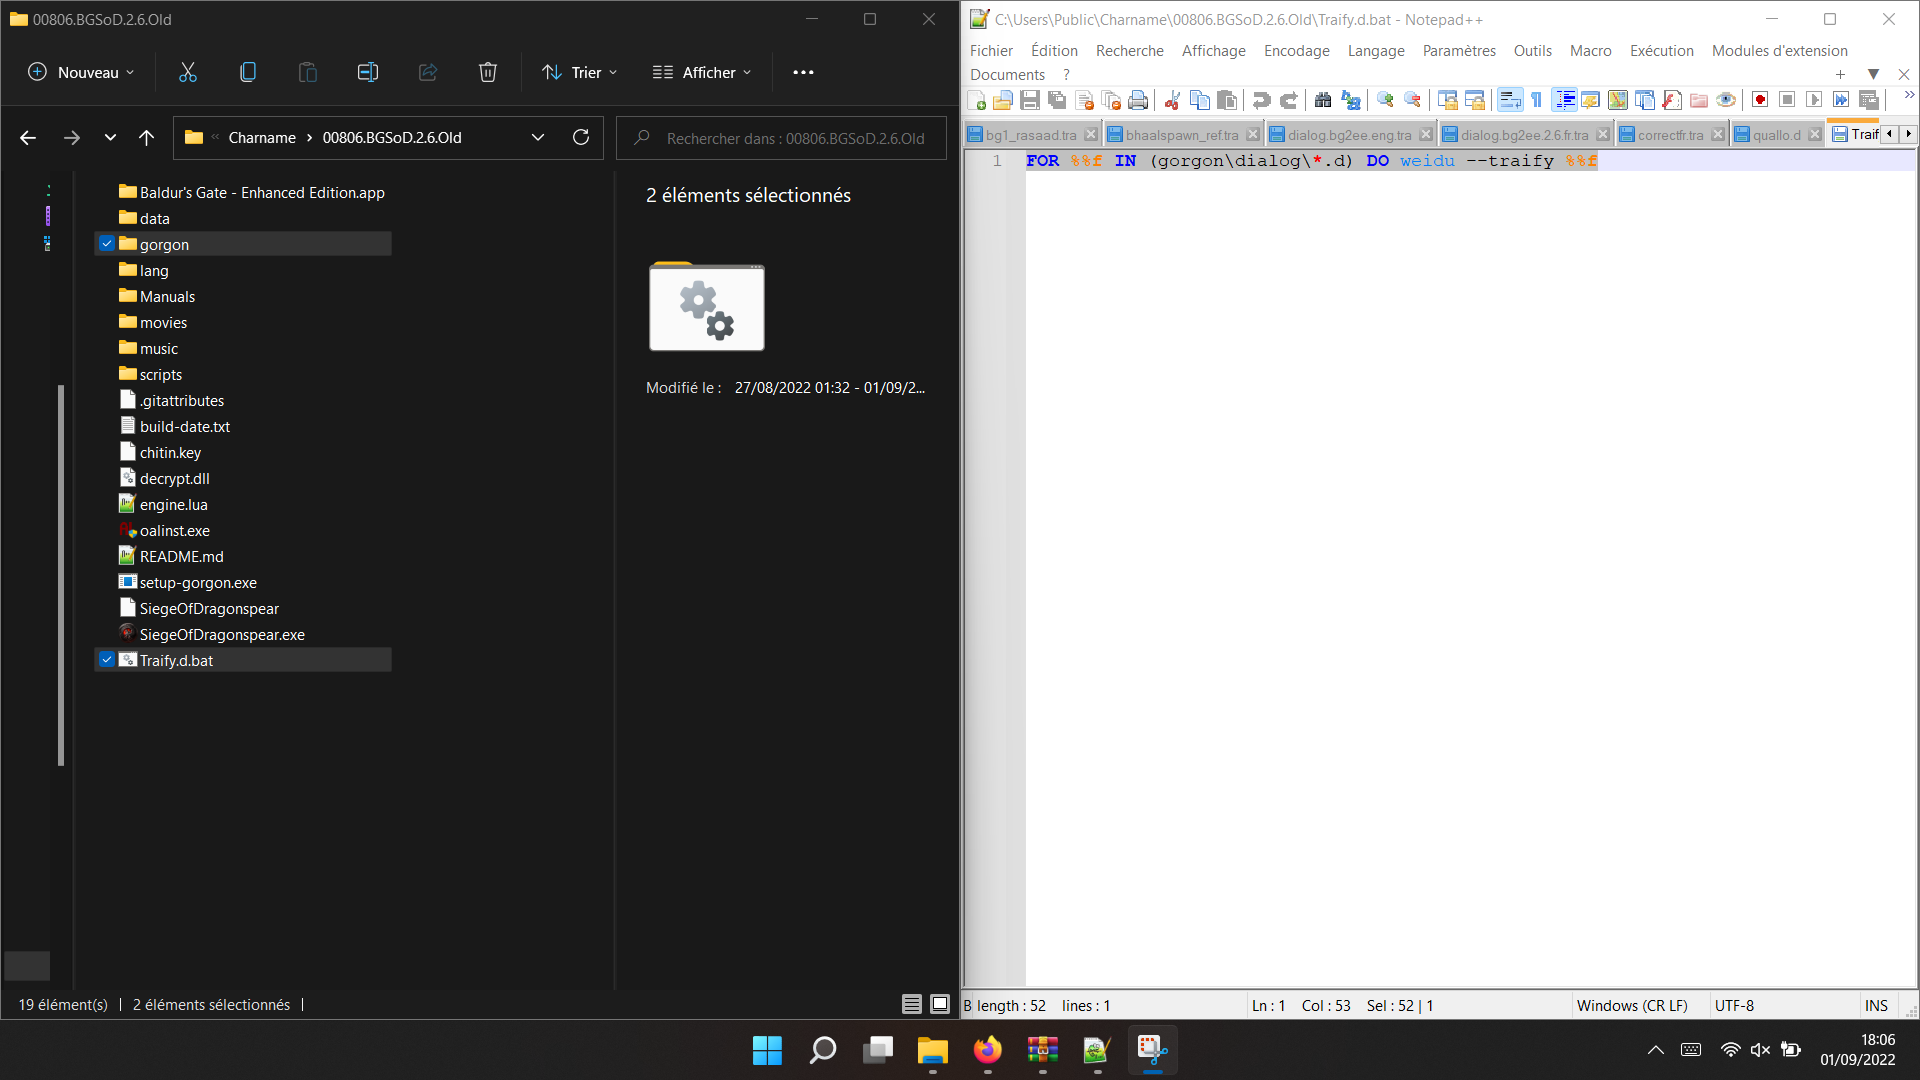 00806.BGSoD.2.6.Old
Nouveau
Trier
Afficher
Charname
00806.BGSoD.2.6.Old
Rechercher dans : 00806.BGSoD.2.6.Old
Baldur's Gate - Enhanced Edition.app
data
gorgon
lang
Manuals
movies
music
scripts
.gitattributes
build-date.txt
chitin.key
decrypt.dll
engine.lua
oalinst.exe
README.md
setup-gorgon.exe
SiegeOfDragonspear
SiegeOfDragonspear.exe
Traify.d.bat
2 éléments sélectionnés
Modifié le : 27/08/2022 01:32 - 01/09/2...
19 élément(s) 2 éléments sélectionnés
C:\Users\Public\Charname\00806.BGSoD.2.6.Old\Traify.d.bat - Notepad++
Fichier Édition Recherche Affichage Encodage Langage Paramètres Outils Macro Exécution Modules d'extension
Documents ?
bg1_rasaad.tra bhaalspawn_ref.tra dialog.bg2ee.eng.tra dialog.bg2ee.2.6.fr.tra correctfr.tra quallo.d Traif
1 FOR %%f IN (gorgon\dialog\*.d) DO weidu --traify %%f
B length : 52 lines : 1 Ln : 1 Col : 53 Sel : 52 | 1 Windows (CR LF) UTF-8 INS
18:06
01/09/2022